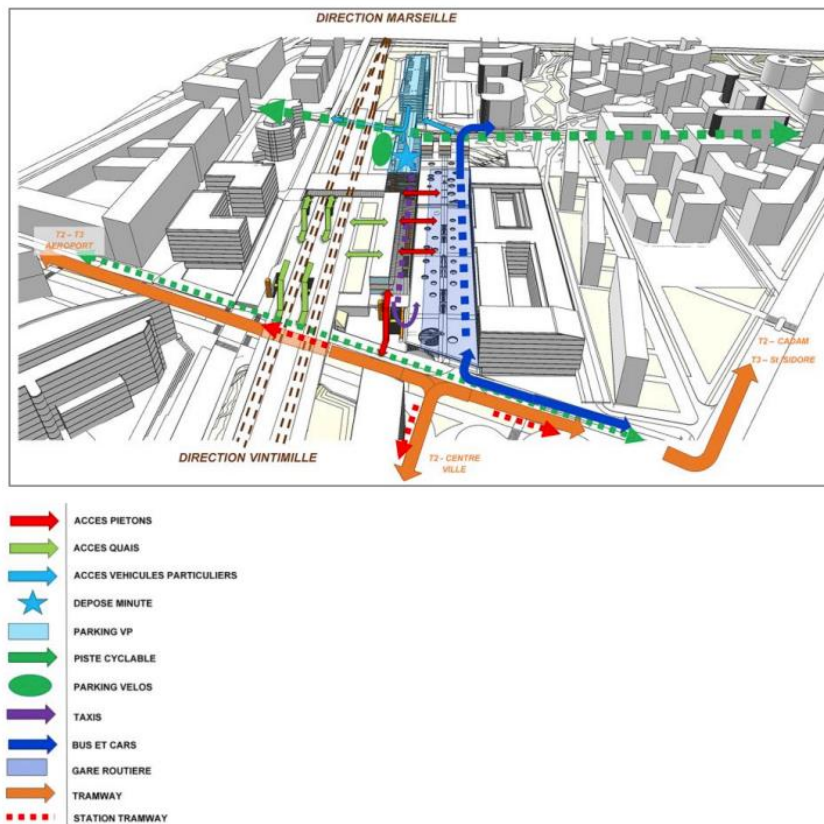 DIRECTION MARSEILLE
T2 – T3
AEROPORT
T2 – CADAM
T3 – St ISIDORE
DIRECTION VINTIMILLE
T2 - CENTRE
VILLE
ACCES PIETONS
ACCES QUAIS
ACCES VEHICULES PARTICULIERS
DEPOSE MINUTE
PARKING VP
PISTE CYCLABLE
PARKING VELOS
TAXIS
BUS ET CARS
GARE ROUTIERE
TRAMWAY
STATION TRAMWAY